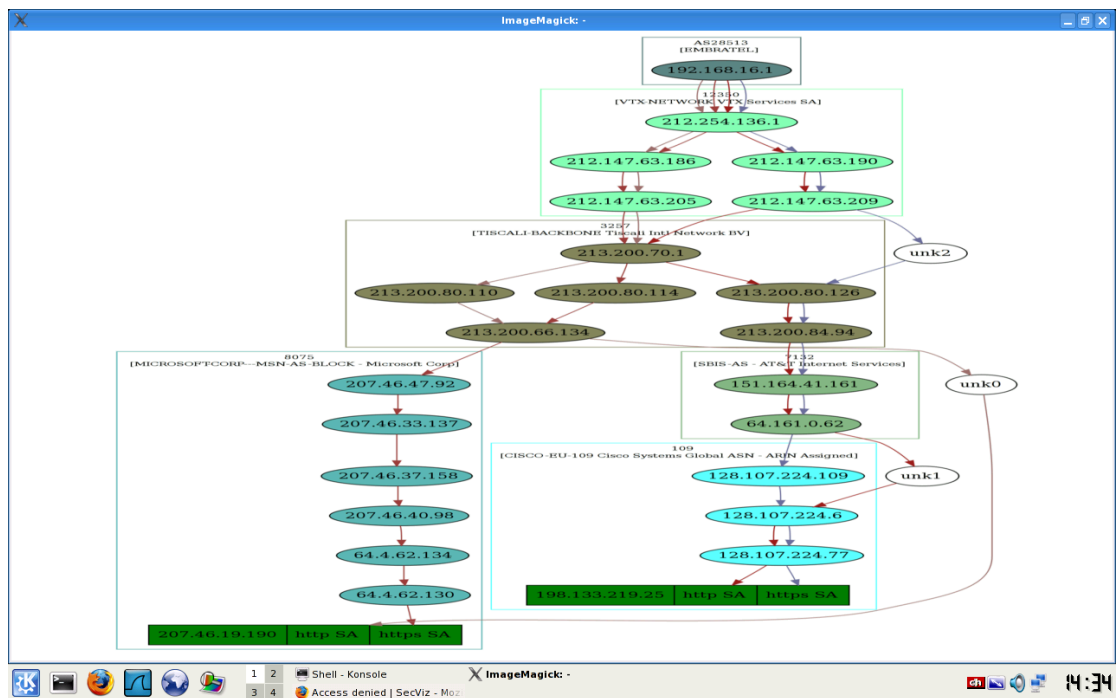 ImageMagick: -
AS28513
[EMBRATEL]
192.168.16.1
12350
[VTX-NETWORK VTX Services SA]
212.254.136.1
212.147.63.186
212.147.63.190
212.147.63.205
212.147.63.209
3257
[TISCALI-BACKBONE Tiscali Intl Network BV]
213.200.70.1
unk2
213.200.80.110
213.200.80.114
213.200.80.126
213.200.66.134
213.200.84.94
8075
[MICROSOFTCORP---MSN-AS-BLOCK - Microsoft Corp]
7132
[SBIS-AS - AT&T Internet Services]
207.46.47.92
151.164.41.161
unk0
207.46.33.137
64.161.0.62
109
[CISCO-EU-109 Cisco Systems Global ASN - ARIN Assigned]
207.46.37.158
128.107.224.109
unk1
207.46.40.98
128.107.224.6
64.4.62.134
128.107.224.77
64.4.62.130
198.133.219.25 http SA https SA
207.46.19.190 http SA https SA
1 2
3 4
Shell - Konsole
ImageMagick: -
Access denied | SecViz - Moz
ch
14:34